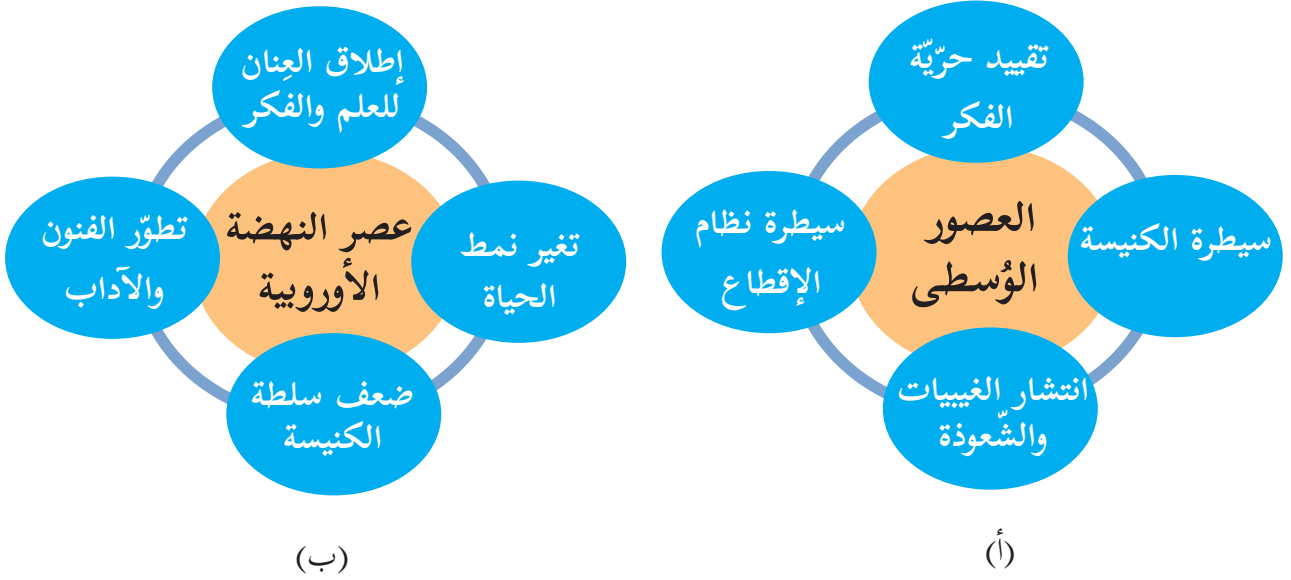 العصور
الوُسطى
تقييد حرّيّة
الفكر
سيطرة الكنيسة
انتشار الغيبيات
والشّعوذة
سيطرة نظام
الإقطاع
(أ)
عصر النهضة
الأوروبية
إطلاق العِنان
للعلم والفكر
تغير نمط
الحياة
ضعف سلطة
الكنيسة
تطوّر الفنون
والآداب
(ب)